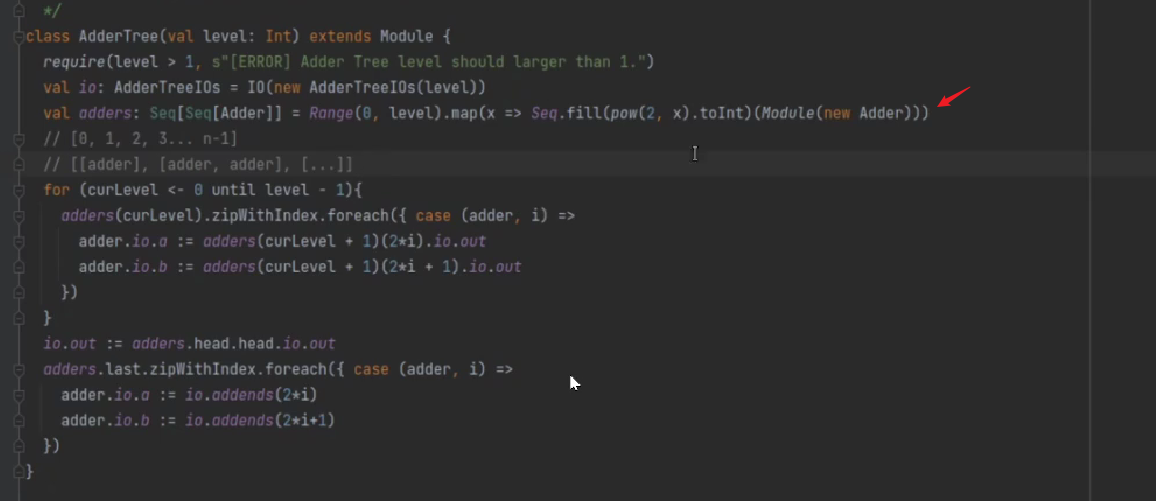 */
class AdderTree(val level: Int) extends Module {
  require(level > 1, s"[ERROR] Adder Tree level should larger than 1.")
  val io: AdderTreeIOs = IO(new AdderTreeIOs(level))
  val adders: Seq[Seq[Adder]] = Range(0, level).map(x => Seq.fill(pow(2, x).toInt)(Module(new Adder)))
  // [0, 1, 2, 3... n-1]
  // [[adder], [adder, adder], [...]]
  for (curLevel <- 0 until level - 1){
    adders(curLevel).zipWithIndex.foreach({ case (adder, i) =>
      adder.io.a := adders(curLevel + 1)(2*i).io.out
      adder.io.b := adders(curLevel + 1)(2*i + 1).io.out
    })
  }
  io.out := adders.head.head.io.out
  adders.last.zipWithIndex.foreach({ case (adder, i) =>
    adder.io.a := io.addends(2*i)
    adder.io.b := io.addends(2*i+1)
  })
}